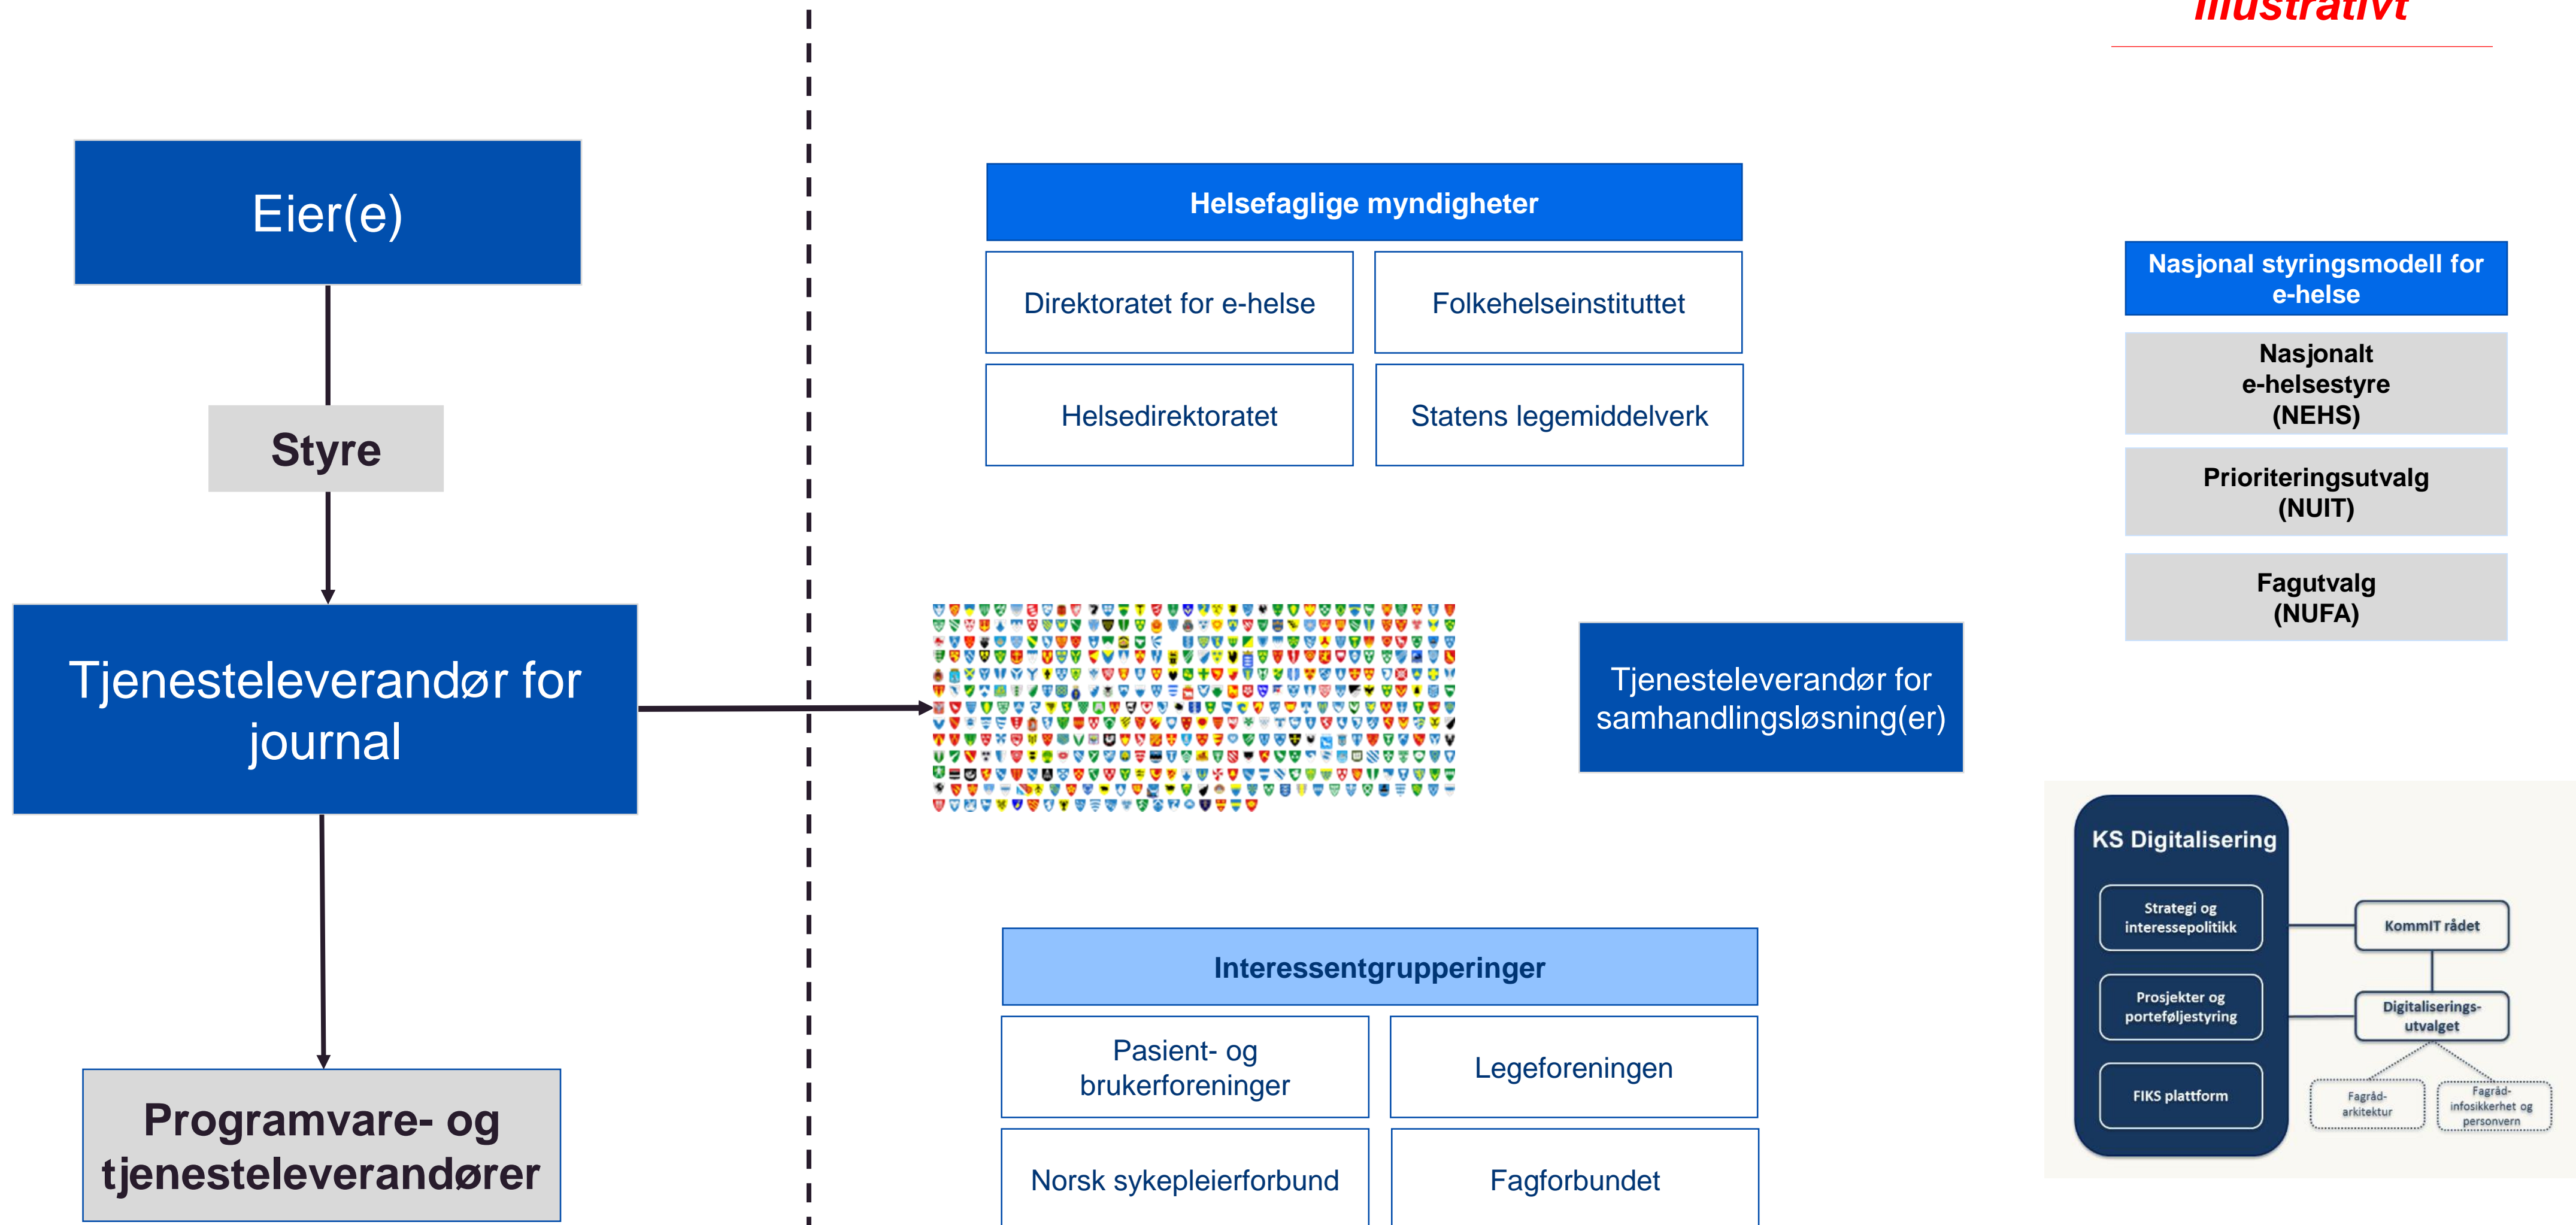 Illustrativt
Eier(e)
Styre
Tjenesteleverandør for
journal
Programvare- og
tjenesteleverandører
Helsefaglige myndigheter
Direktoratet for e-helse
Folkehelseinstituttet
Helsedirektoratet
Statens legemiddelverk
Tjenesteleverandør for
samhandlingsløsning(er)
Interessentgrupperinger
Pasient- og
brukerforeninger
Legeforeningen
Norsk sykepleierforbund
Fagforbundet
Nasjonal styringsmodell for
e-helse
Nasjonalt
e-helsestyre
(NEHS)
Prioriteringsutvalg
(NUIT)
Fagutvalg
(NUFA)
KS Digitalisering
Strategi og
interessepolitikk
Prosjekter og
porteføljestyring
FIKS plattform
KommIT rådet
Digitaliserings-
utvalget
Fagråd-
arkitektur
Fagråd-
infosikkerhet og
personvern